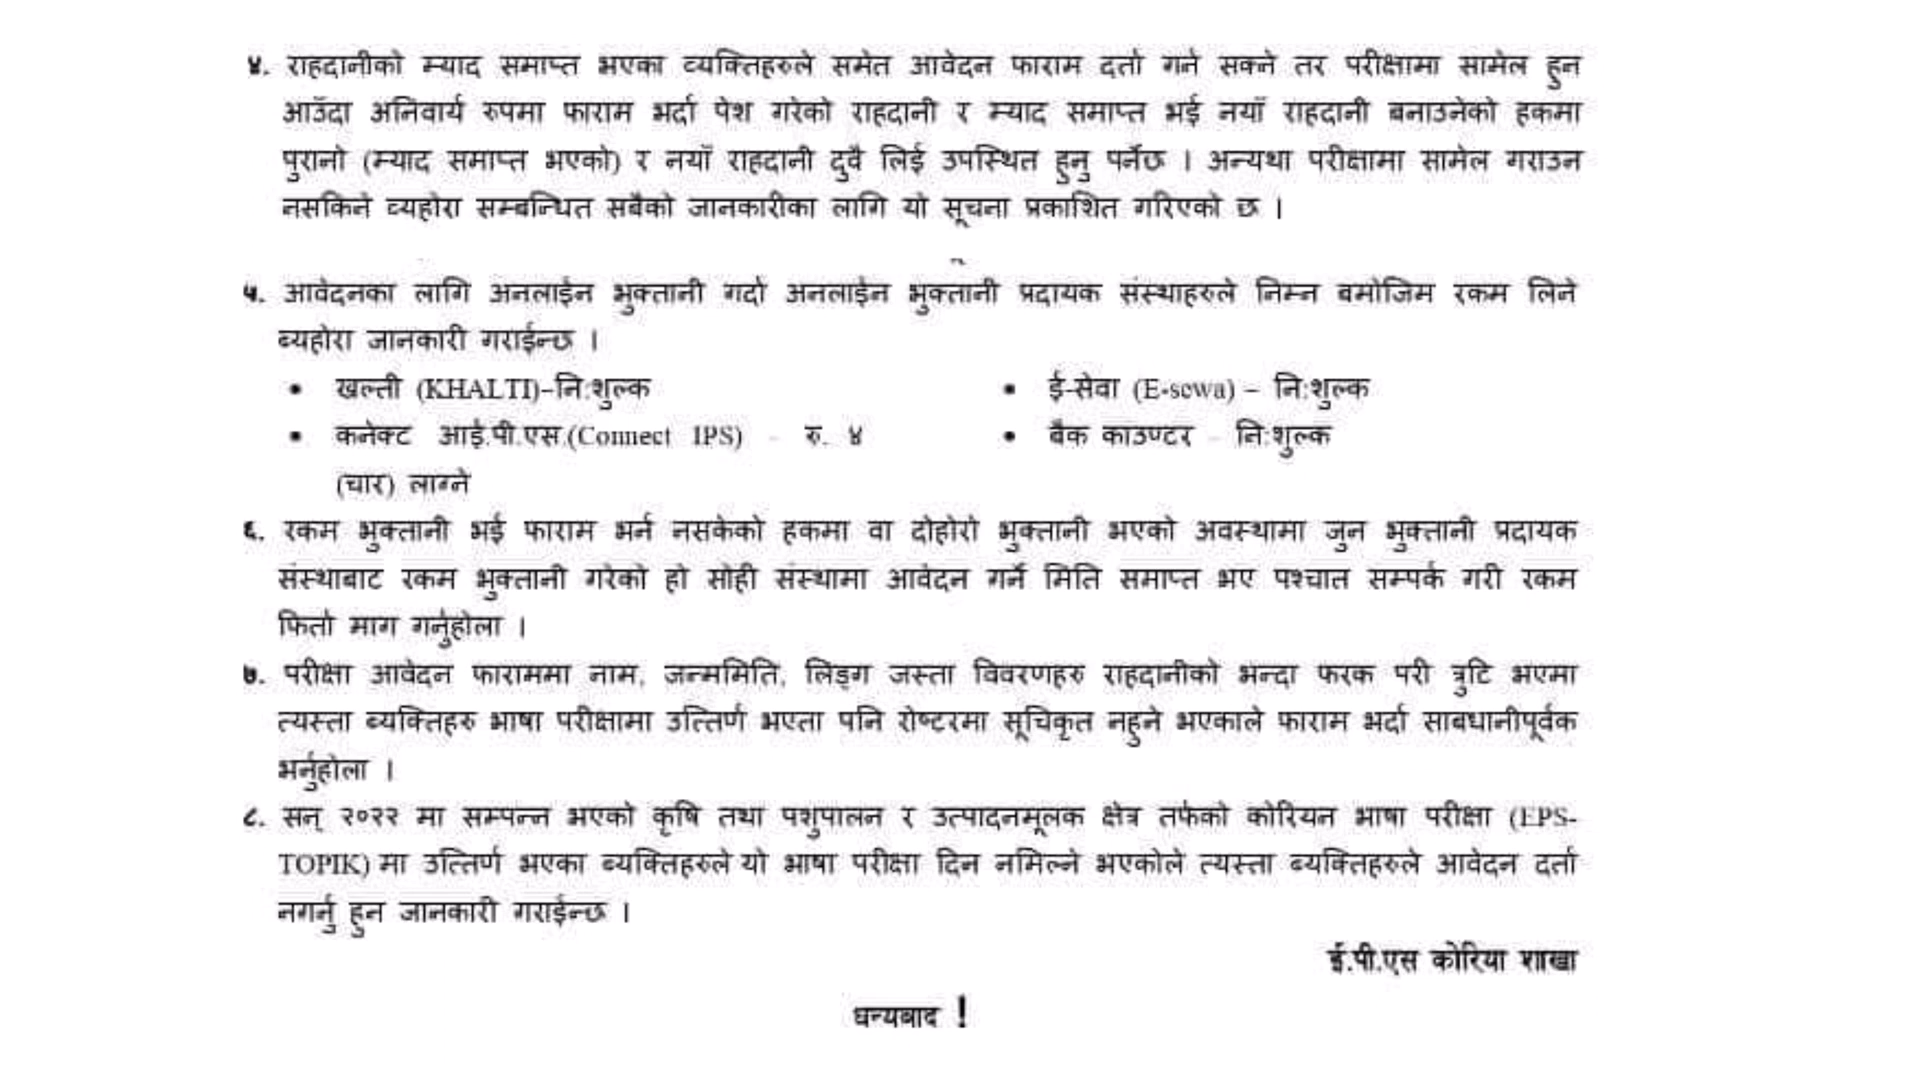 ४. राहदानीको म्याद समाप्त भएका व्यक्तिहरुले समेत आवेदन फाराम दर्ता गर्न सक्ने तर परीक्षामा सामेल हुन
आउँदा अनिवार्य रुपमा फाराम भर्दा पेश गरेको राहदानी र म्याद समाप्त भई नयाँ राहदानी बनाउनेको हकमा
पुरानो (म्याद समाप्त भएको) र नयाँ राहदानी दुवै लिई उपस्थित हुनु पर्नेछ । अन्यथा परीक्षामा सामेल गराउन
नसकिने व्यहोरा सम्बन्धित सबैको जानकारीका लागि यो सूचना प्रकाशित गरिएको छ ।
५. आवेदनका लागि अनलाईन भुक्तानी गर्दा अनलाईन भुक्तानी प्रदायक संस्थाहरुले निम्न बमोजिम रकम लिने
ब्यहोरा जानकारी गराईन्छ ।
• खल्ती (KHALTI)–नि:शुल्क • ई-सेवा (E-sewa) – नि:शुल्क
• कनेक्ट आई.पी.एस.(Connect IPS) – रु. ४ • बैंक काउण्टर – नि:शुल्क
(चार) लाग्ने
६. रकम भुक्तानी भई फाराम भर्न नसकेको हकमा वा दोहोरो भुक्तानी भएको अवस्थामा जुन भुक्तानी प्रदायक
संस्थाबाट रकम भुक्तानी गरेको हो सोही संस्थामा आवेदन गर्ने मिति समाप्त भए पश्चात सम्पर्क गरी रकम
फिर्ता माग गर्नुहोला ।
७. परीक्षा आवेदन फाराममा नाम, जन्ममिति, लिङ्ग जस्ता विवरणहरु राहदानीको भन्दा फरक परी त्रुटि भएमा
त्यस्ता ब्यक्तिहरु भाषा परीक्षामा उत्तिर्ण भएता पनि रोष्टरमा सूचिकृत नहुने भएकाले फाराम भर्दा साबधानीपूर्वक
भर्नुहोला ।
८. सन् २०२२ मा सम्पन्न भएको कृषि तथा पशुपालन र उत्पादनमूलक क्षेत्र तर्फको कोरियन भाषा परीक्षा (EPS-
TOPIK) मा उत्तिर्ण भएका ब्यक्तिहरुले यो भाषा परीक्षा दिन नमिल्ने भएकोले त्यस्ता ब्यक्तिहरुले आवेदन दर्ता
नगर्नु हुन जानकारी गराईन्छ ।
ई.पी.एस कोरिया शाखा
धन्यबाद !